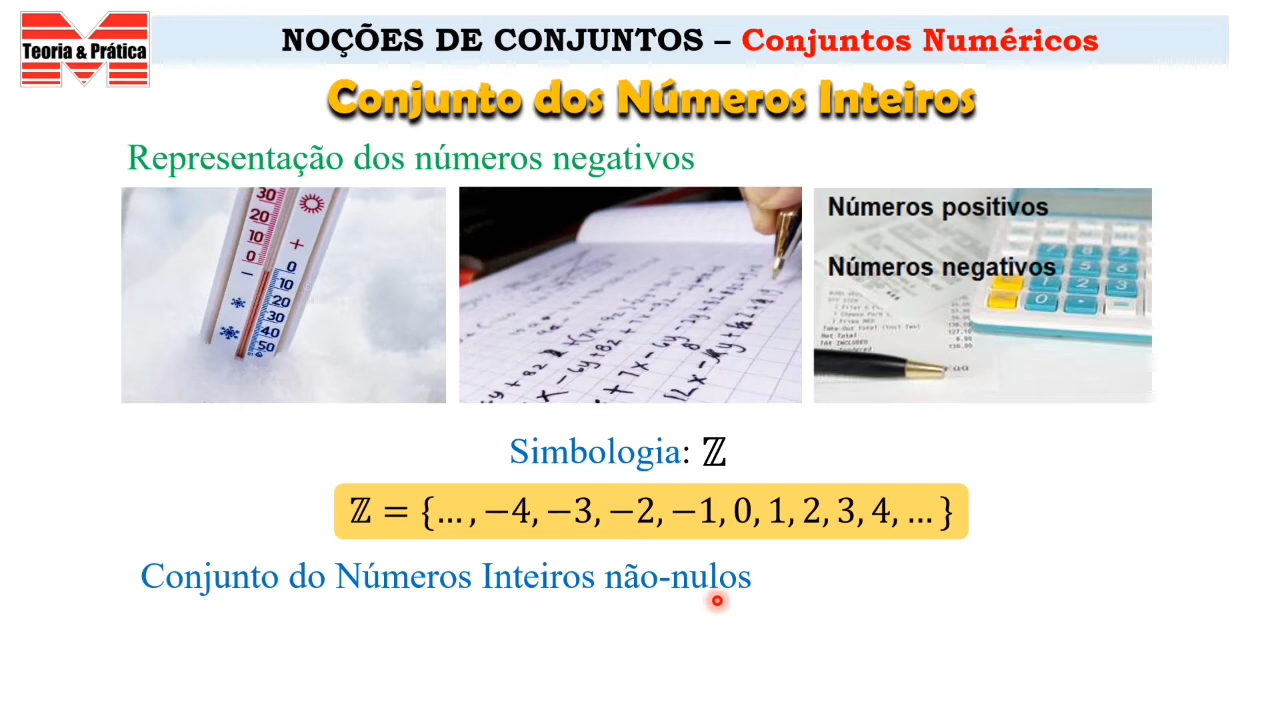 Teoria & Prática
NOÇÕES DE CONJUNTOS – Conjuntos Numéricos
Conjunto dos Números Inteiros
Representação dos números negativos
30
20
10
0
+
−
0
10
20
30
40
50
Números positivos
Números negativos
Simbologia: ℤ
ℤ = {… , −4, −3, −2, −1, 0, 1, 2, 3, 4, … }
Conjunto do Números Inteiros não-nulos